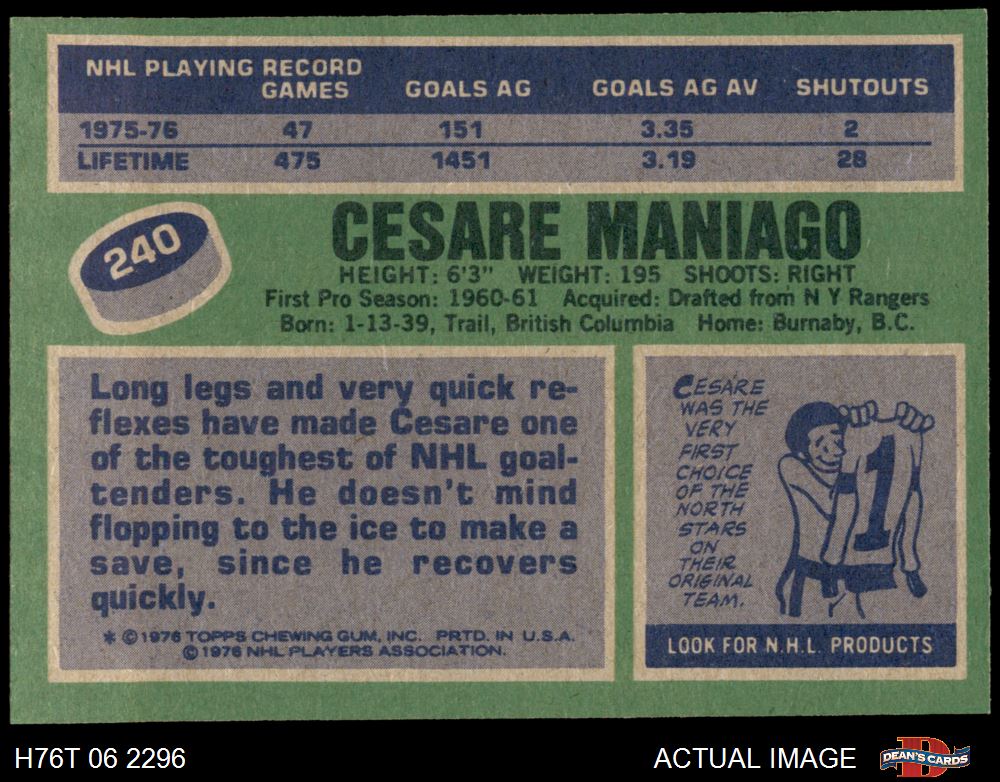 NHL PLAYING RECORD
GAMES GOALS AG GOALS AG AV SHUTOUTS
1975-76 47 151 3.35 2
LIFETIME 475 1451 3.19 28
240
CESARE MANIAGO
HEIGHT: 6'3" WEIGHT: 195 SHOOTS: RIGHT
First Pro Season: 1960-61 Acquired: Drafted from N Y Rangers
Born: 1-13-39, Trail, British Columbia Home: Burnaby, B.C.
Long legs and very quick re-
flexes have made Cesare one
of the toughest of NHL goal-
tenders. He doesn't mind
flopping to the ice to make a
save, since he recovers
quickly.
* © 1976 TOPPS CHEWING GUM, INC. PRTD. IN U.S.A.
© 1976 NHL PLAYERS ASSOCIATION.
CESARE
WAS THE
VERY
FIRST
CHOICE
OF THE
NORTH
STARS
ON
THEIR
ORIGINAL
TEAM.
1
LOOK FOR N.H.L. PRODUCTS
H76T 06 2296
ACTUAL IMAGE
D
DEAN'S CARDS